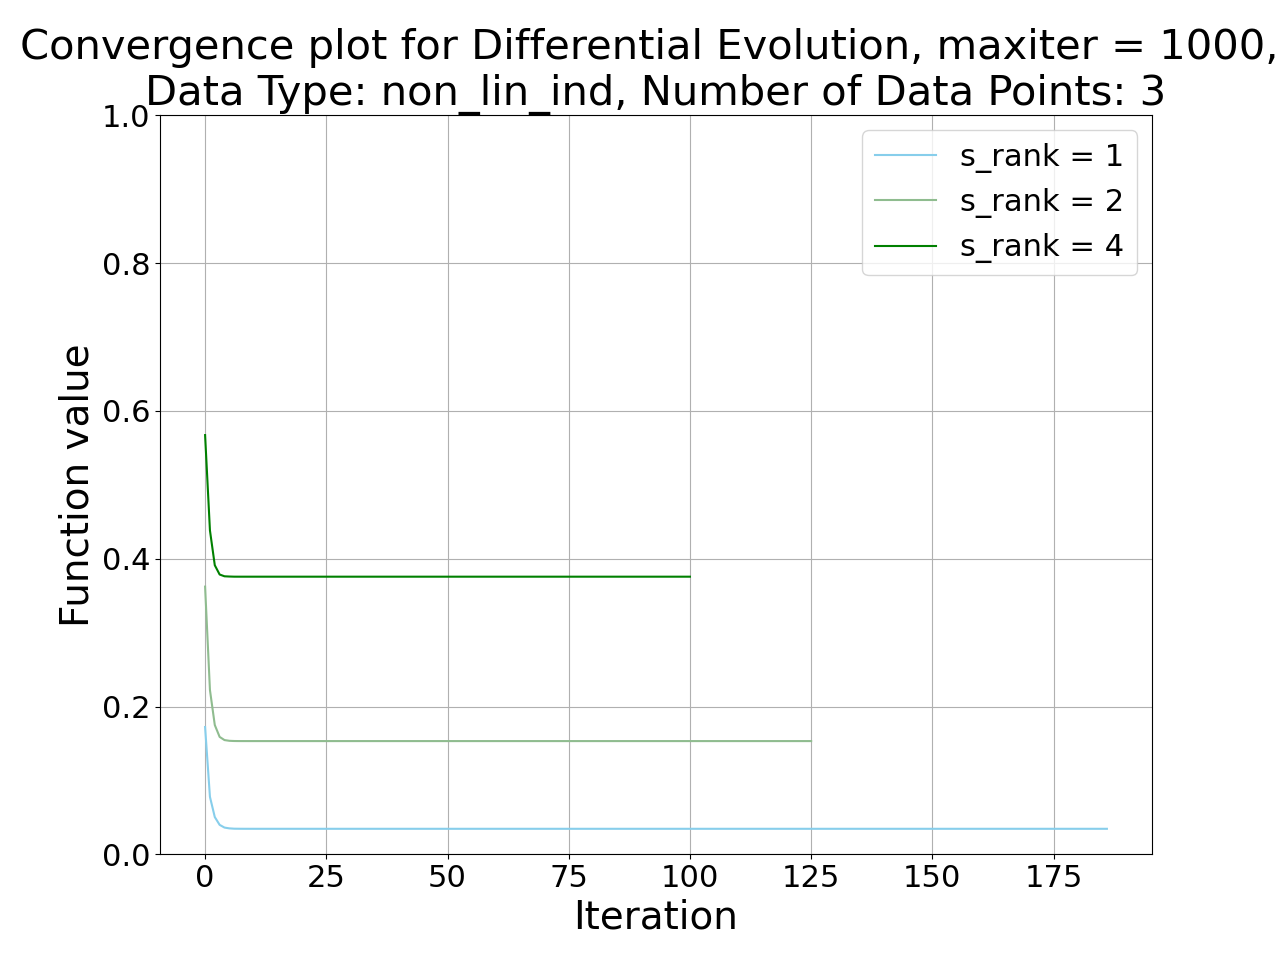 Convergence plot for Differential Evolution, maxiter = 1000,
Data Type: non_lin_ind, Number of Data Points: 3
s_rank = 1
s_rank = 2
s_rank = 4
Function value
1.0
0.8
0.6
0.4
0.2
0.0
0 25 50 75 100 125 150 175
Iteration